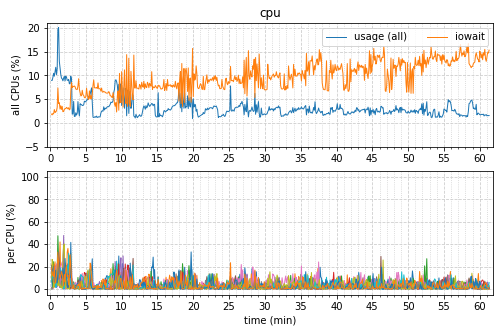 cpu
usage (all) iowait
20
15
10
5
0
−5
all CPUs (%)
0 5 10 15 20 25 30 35 40 45 50 55 60
100
80
60
40
20
0
per CPU (%)
0 5 10 15 20 25 30 35 40 45 50 55 60
time (min)